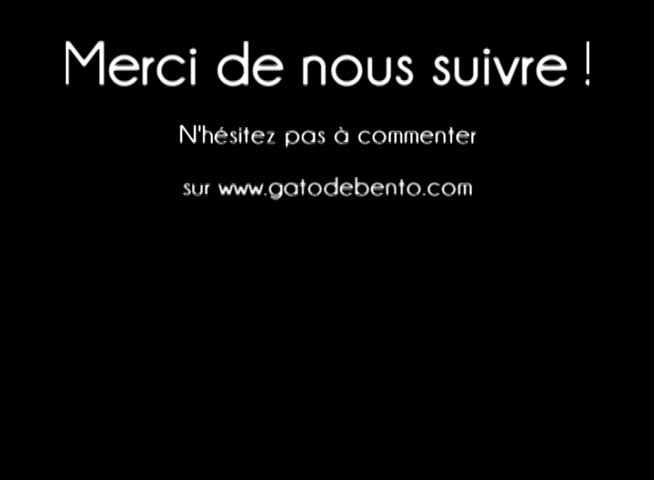 Merci de nous suivre !
N'hésitez pas à commenter
sur www.gatodebento.com